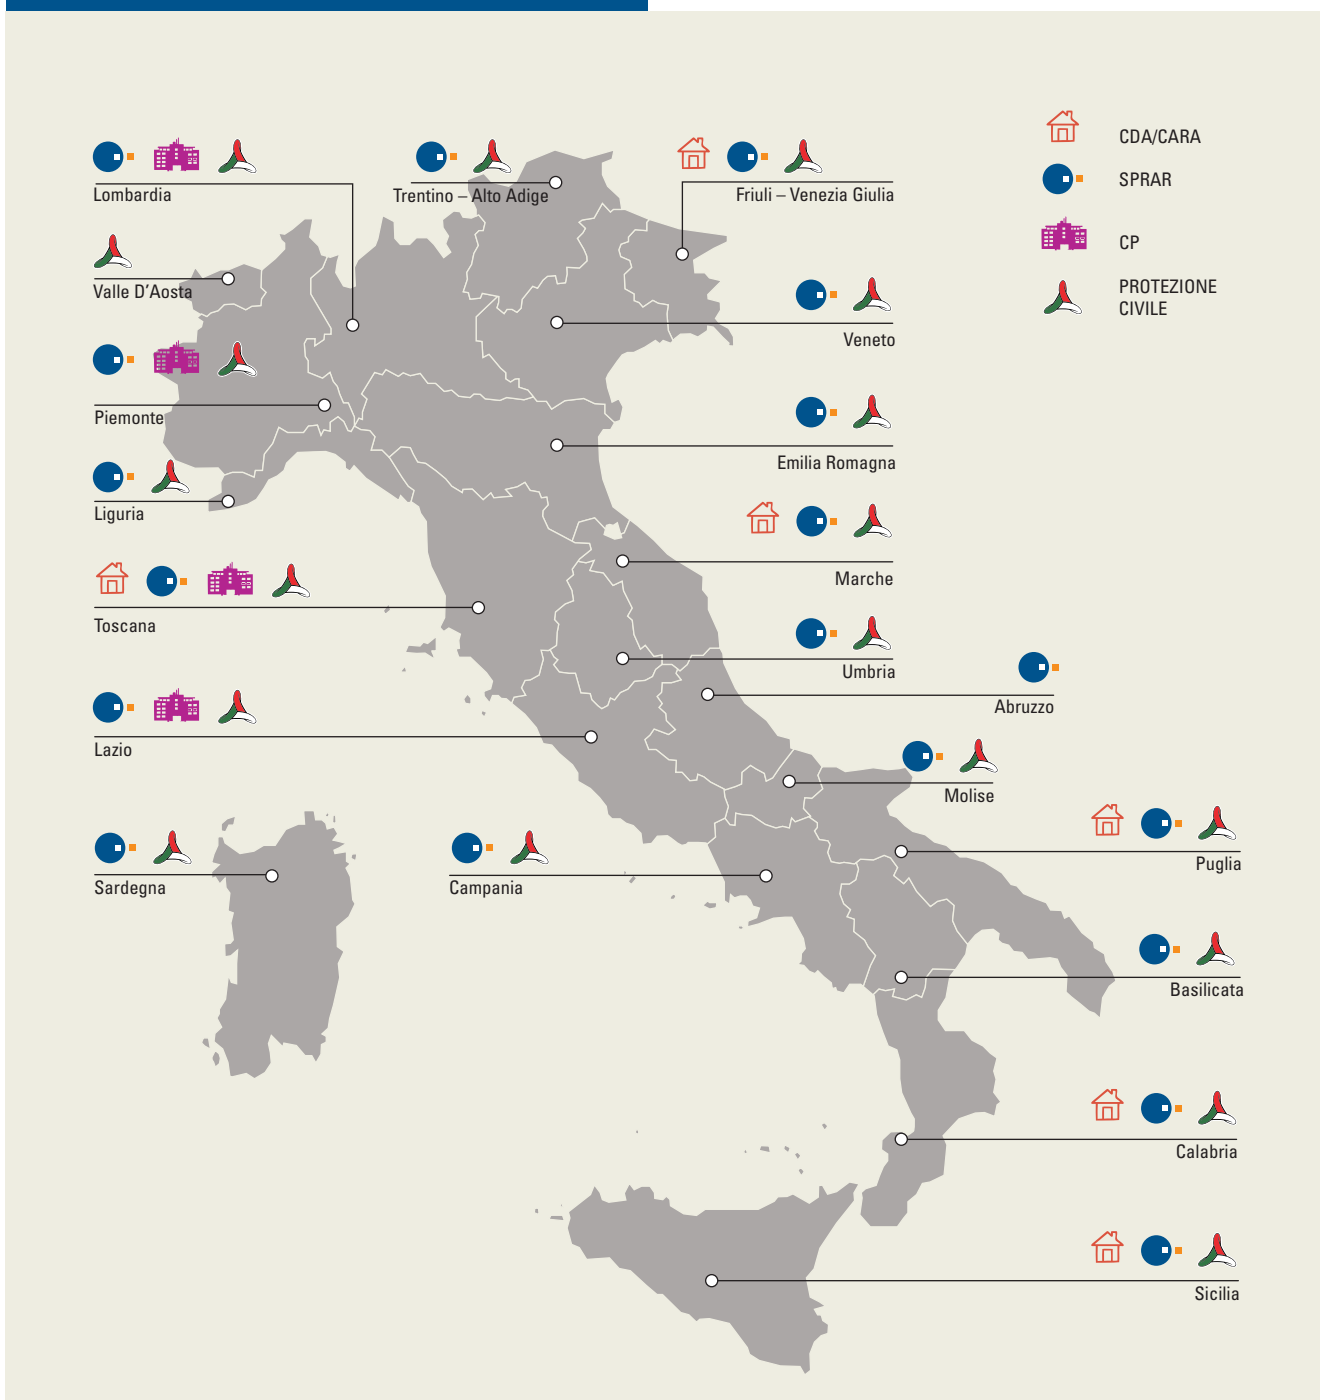 CDA/CARA
SPRAR
CP
PROTEZIONE
CIVILE
Lombardia
Trentino – Alto Adige
Friuli – Venezia Giulia
Valle D'Aosta
Veneto
Piemonte
Emilia Romagna
Liguria
Marche
Toscana
Umbria
Abruzzo
Lazio
Molise
Puglia
Sardegna
Campania
Basilicata
Calabria
Sicilia